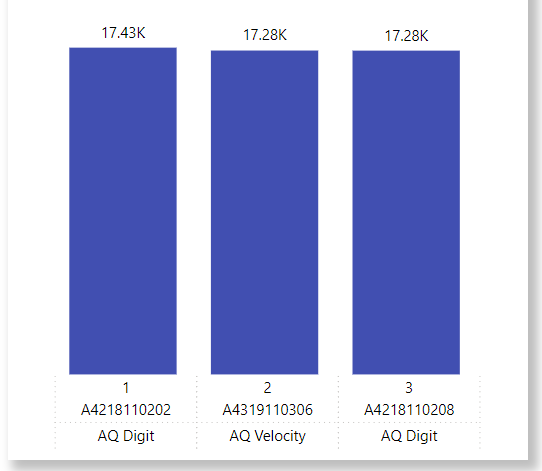 17.43K 17.28K 17.28K
1 2 3
A4218110202 A4319110306 A4218110208
AQ Digit AQ Velocity AQ Digit